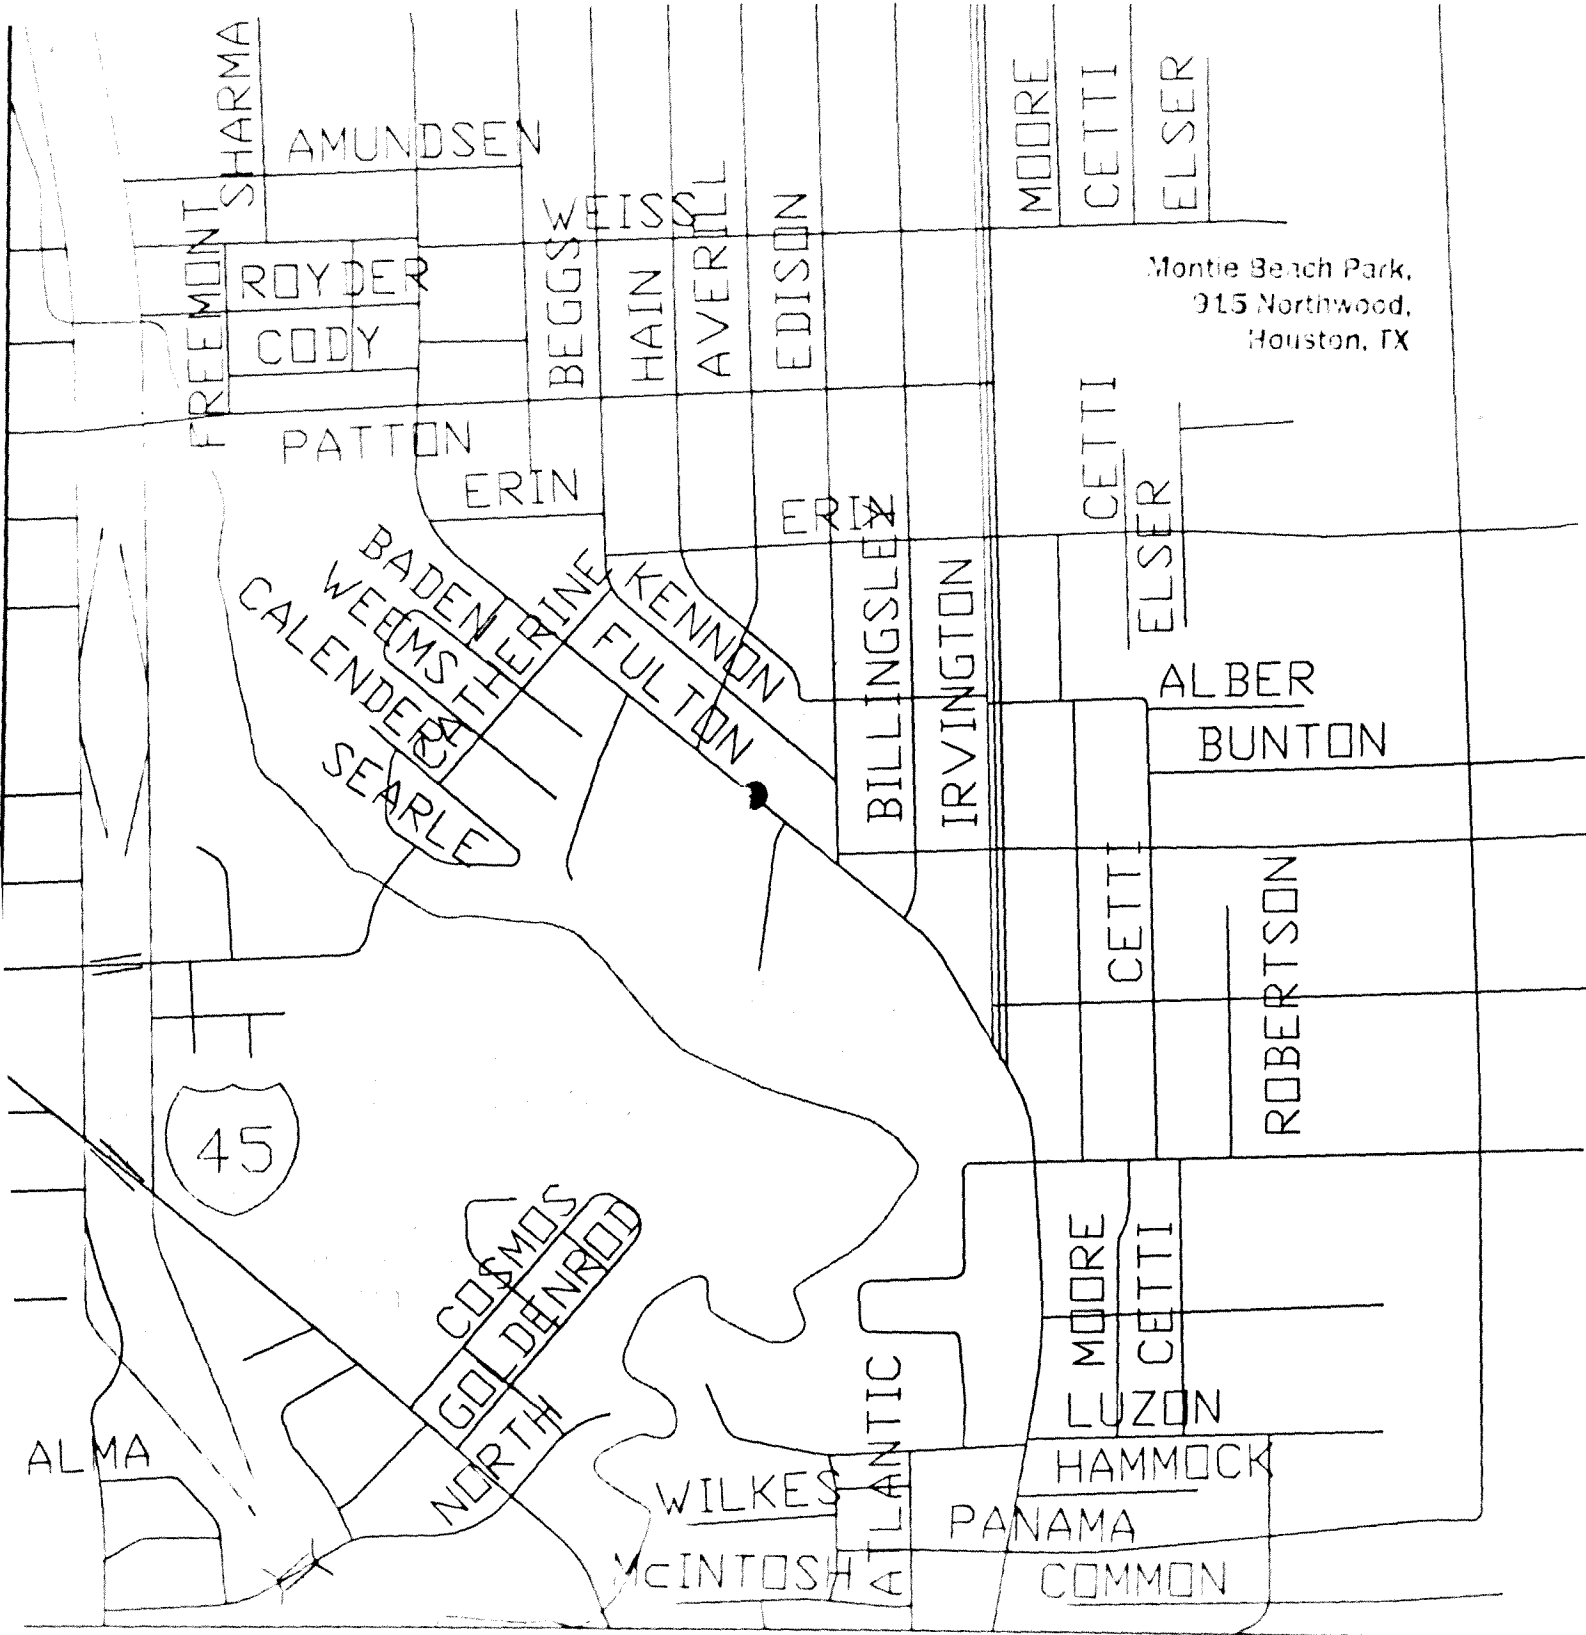 SHARMA
AMUNDSEN
MOORE
CETTI
ELSER
FREEMONT
WEISS
ROYDER
BEGGS
HAIN
AVERILL
EDISON
Montie Beach Park,
915 Northwood,
Houston, TX
CODY
PATTON
CETTI
ERIN
ERIN
ELSER
BADEN
WEEMS
CALENDER
CATHERINE
KENNON
FULTON
BILLINGSLEY
IRVINGTON
ALBER
BUNTON
SEARLE
CETTI
ROBERTSON
45
COSMOS
GOLDENROD
MOORE
CETTI
NORTH
ATLANTIC
LUZON
ALMA
HAMMOCK
WILKES
PANAMA
McINTOSH
COMMON